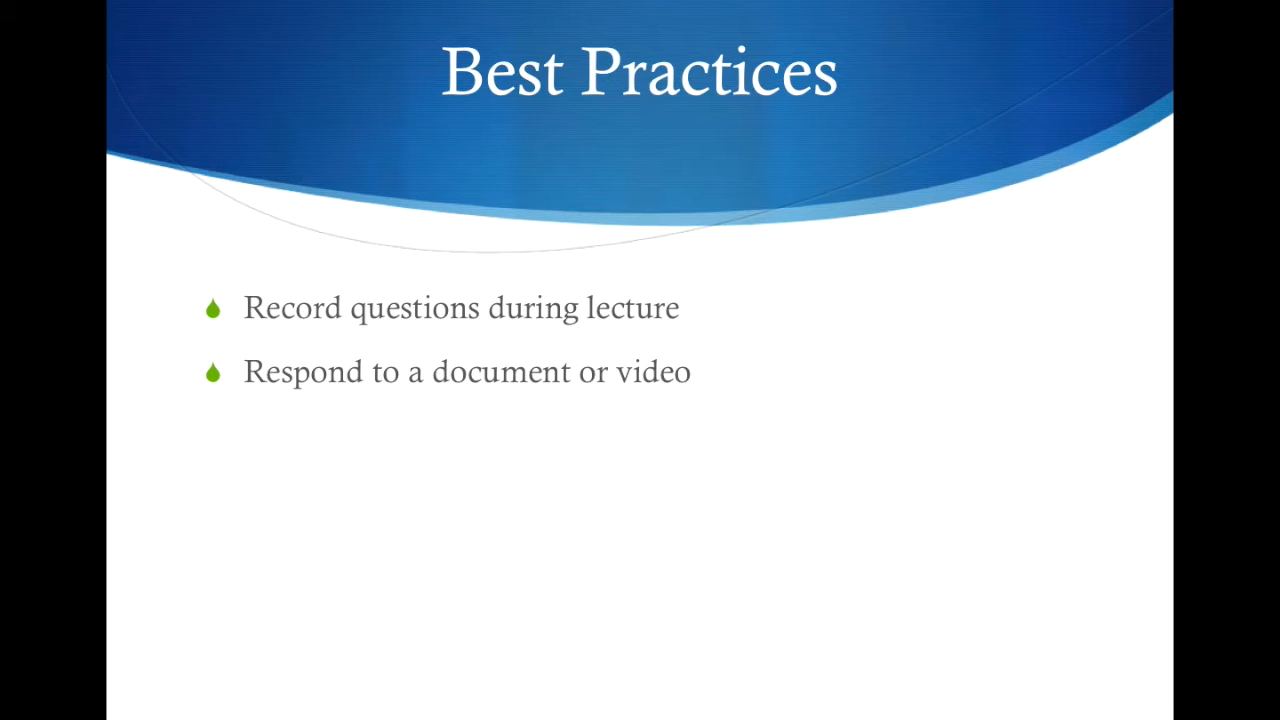 Best Practices
Record questions during lecture
Respond to a document or video